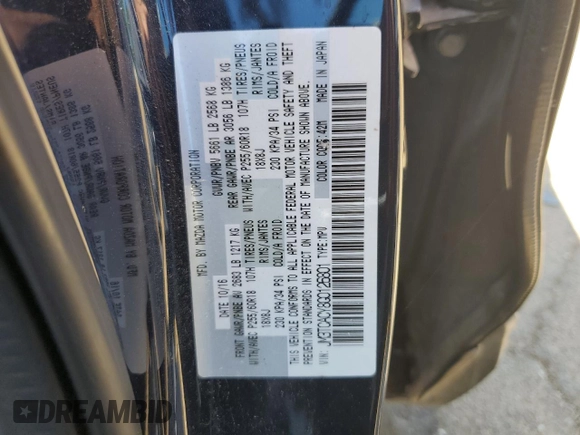 MFD. BY MAZDA MOTOR CORPORATION
DATE: 10/16 GVWR/PNBV 5661 LB 2568 KG
FRONT GAWR/PNBE AV 2683 LB 1217 KG REAR GAWR/PNBE AR 3056 LB 1386 KG
WITH/AVEC P255/60R18 107H TIRES/PNEUS WITH/AVEC P255/60R18 107H TIRES/PNEUS
18X8J RIMS/JANTES 18X8J RIMS/JANTES
230 KPA/34 PSI COLD/A FROID 230 KPA/34 PSI COLD/A FROID
THIS VEHICLE CONFORMS TO ALL APPLICABLE FEDERAL MOTOR VEHICLE SAFETY AND THEFT
PREVENTION STANDARDS IN EFFECT ON THE DATE OF MANUFACTURE SHOWN ABOVE.
TYPE:MPV MADE IN JAPAN
DREAMBID